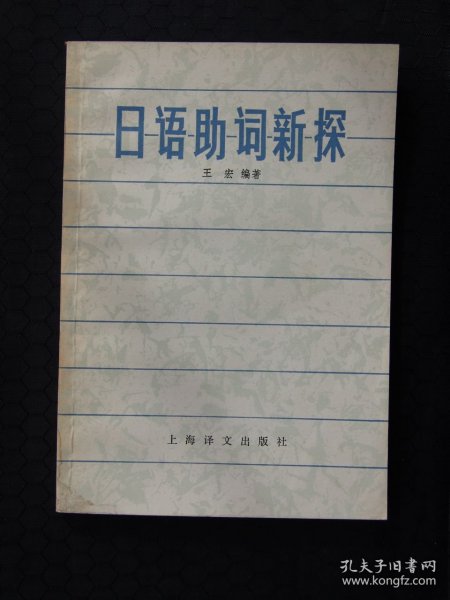 日语助词新探
王宏 编著
上海译文出版社
孔夫子旧书网
www.kongfz.com